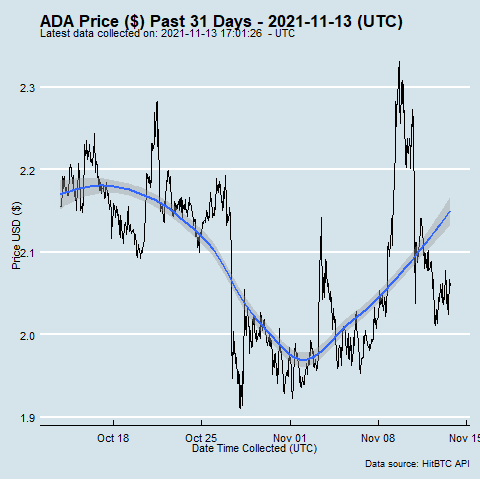 ADA Price ($) Past 31 Days - 2021-11-13 (UTC)
Latest data collected on: 2021-11-13 17:01:26 - UTC
2.3
2.2
2.1
2.0
1.9
Price USD ($)
Oct 18 Oct 25 Nov 01 Nov 08 Nov 15
Date Time Collected (UTC)
Data source: HitBTC API